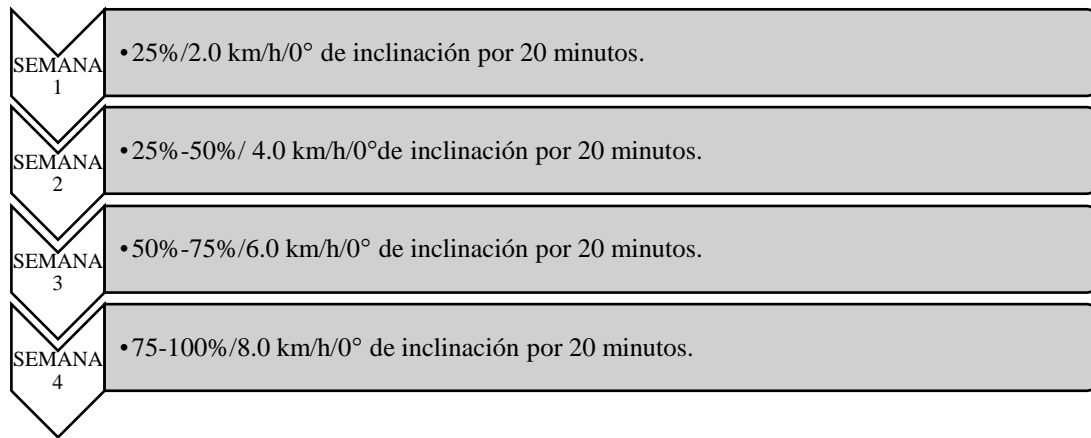 SEMANA
1
•25%/2.0 km/h/0° de inclinación por 20 minutos.
SEMANA
2
•25%-50%/ 4.0 km/h/0°de inclinación por 20 minutos.
SEMANA
3
•50%-75%/6.0 km/h/0° de inclinación por 20 minutos.
SEMANA
4
•75-100%/8.0 km/h/0° de inclinación por 20 minutos.